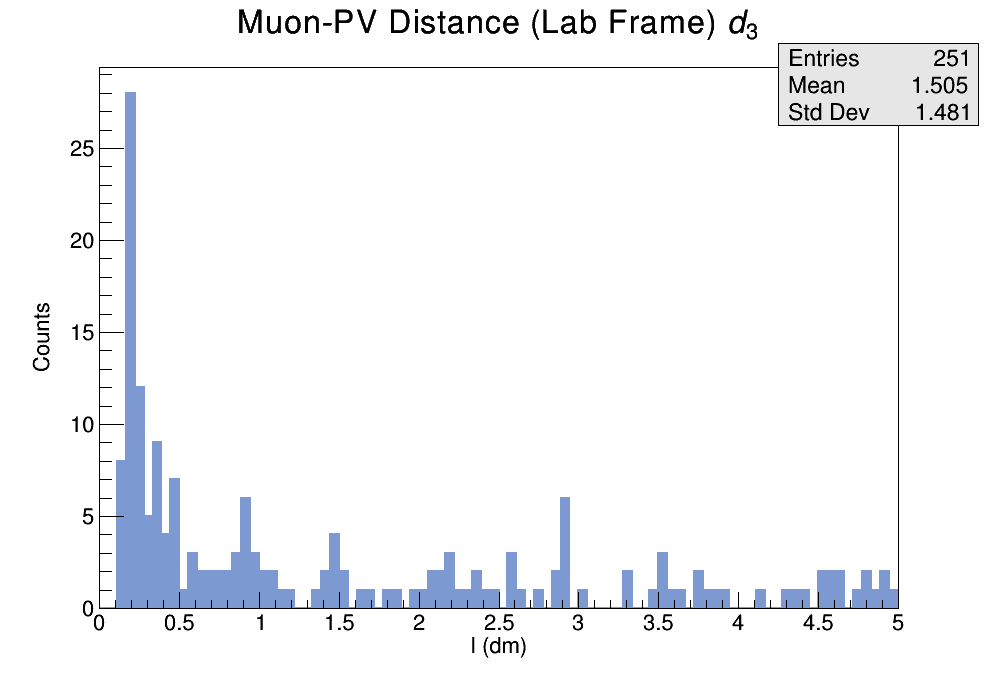 Muon-PV Distance (Lab Frame) d₃
Entries 251
Mean 1.505
Std Dev 1.481
25
20
15
10
5
0
Counts
0 0.5 1 1.5 2 2.5 3 3.5 4 4.5 5
l (dm)